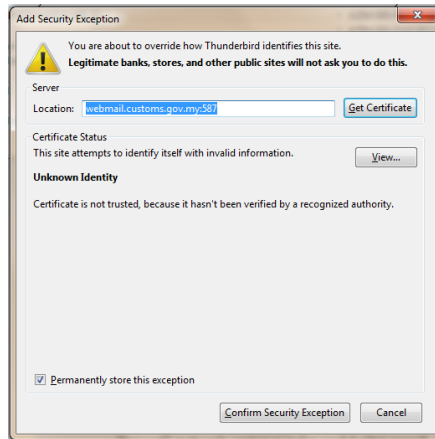 Add Security Exception
You are about to override how Thunderbird identifies this site.
Legitimate banks, stores, and other public sites will not ask you to do this.
Server
Location: webmail.customs.gov.my:587 Get Certificate
Certificate Status
This site attempts to identify itself with invalid information. View...
Unknown Identity
Certificate is not trusted, because it hasn't been verified by a recognized authority.
Permanently store this exception
Confirm Security Exception Cancel